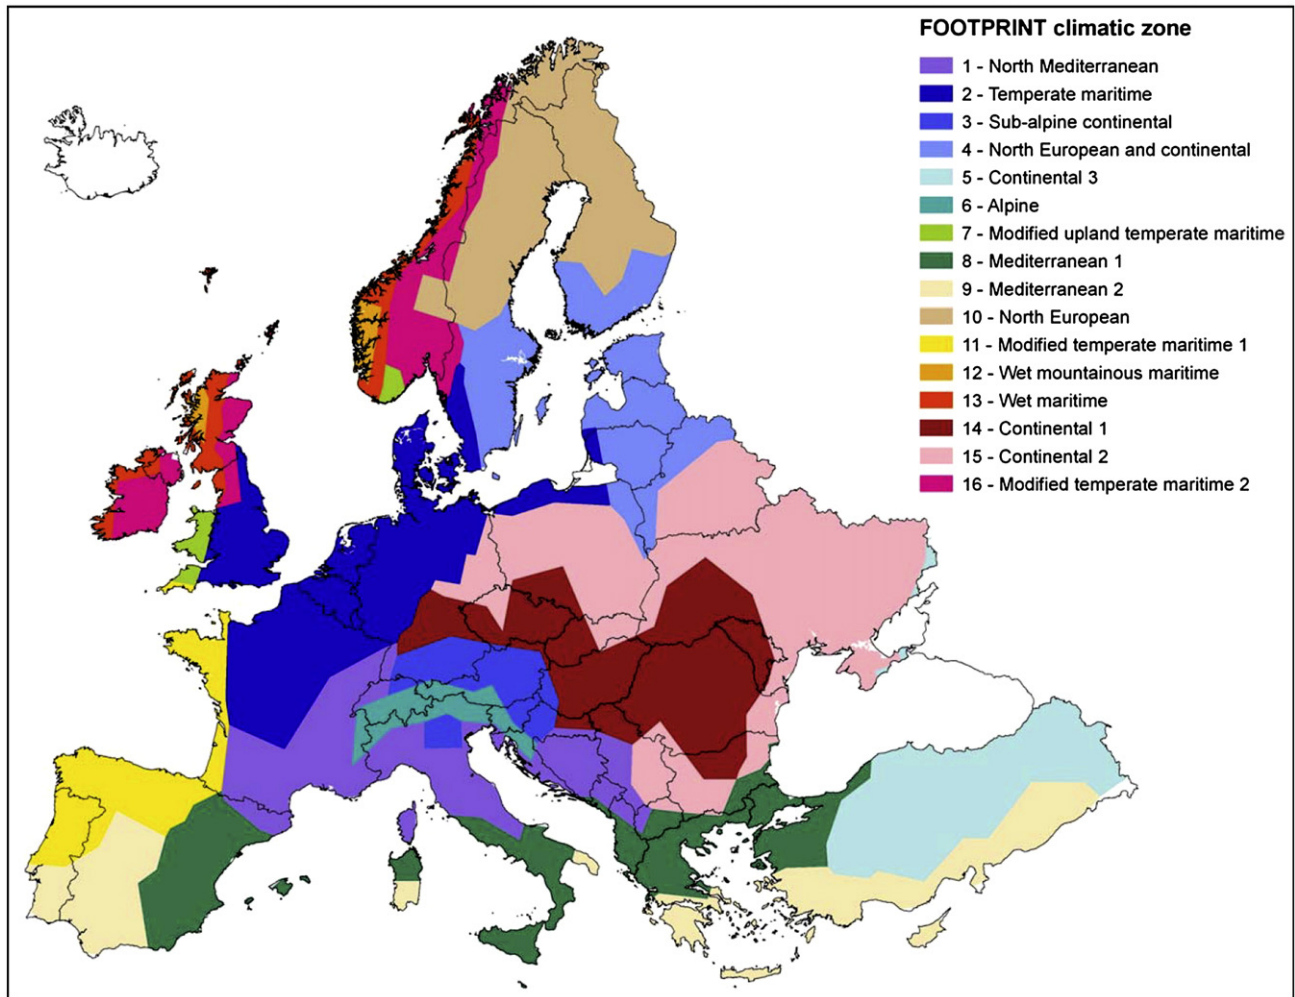 FOOTPRINT climatic zone
1 - North Mediterranean
2 - Temperate maritime
3 - Sub-alpine continental
4 - North European and continental
5 - Continental 3
6 - Alpine
7 - Modified upland temperate maritime
8 - Mediterranean 1
9 - Mediterranean 2
10 - North European
11 - Modified temperate maritime 1
12 - Wet mountainous maritime
13 - Wet maritime
14 - Continental 1
15 - Continental 2
16 - Modified temperate maritime 2